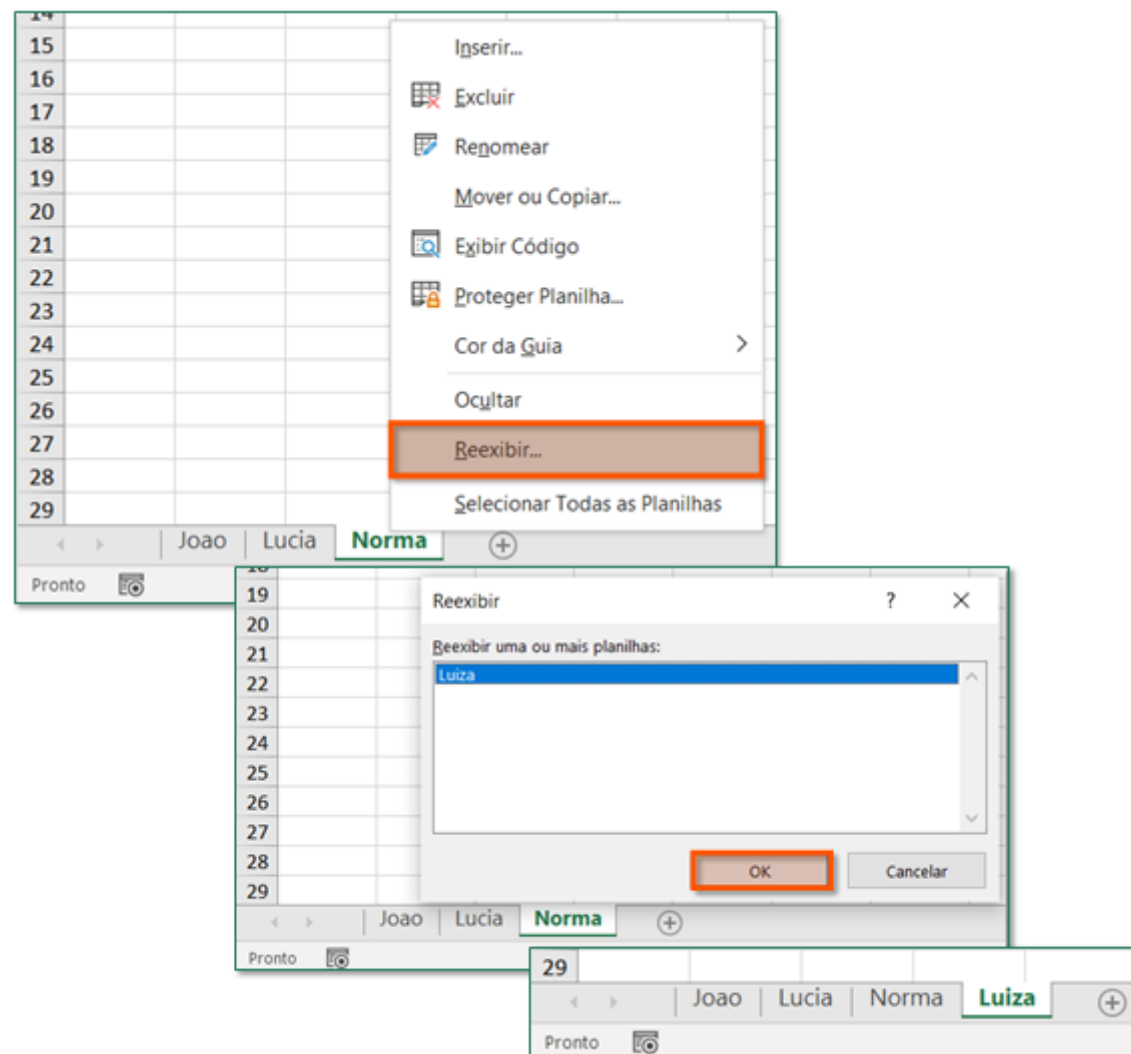 14
15
Inserir...
16
Excluir
17
18
Renomear
19
Mover ou Copiar...
20
21
Exibir Código
22
Proteger Planilha...
23
24
Cor da Guia
25
Ocultar
26
27
Reexibir...
28
Selecionar Todas as Planilhas
29
Joao Lucia Norma
Pronto
18
19
Reexibir ?
20
Reexibir uma ou mais planilhas:
21
Luiza
22
23
24
25
26
27
28
OK Cancelar
29
Joao Lucia Norma
Pronto
29
Joao Lucia Norma Luiza
Pronto